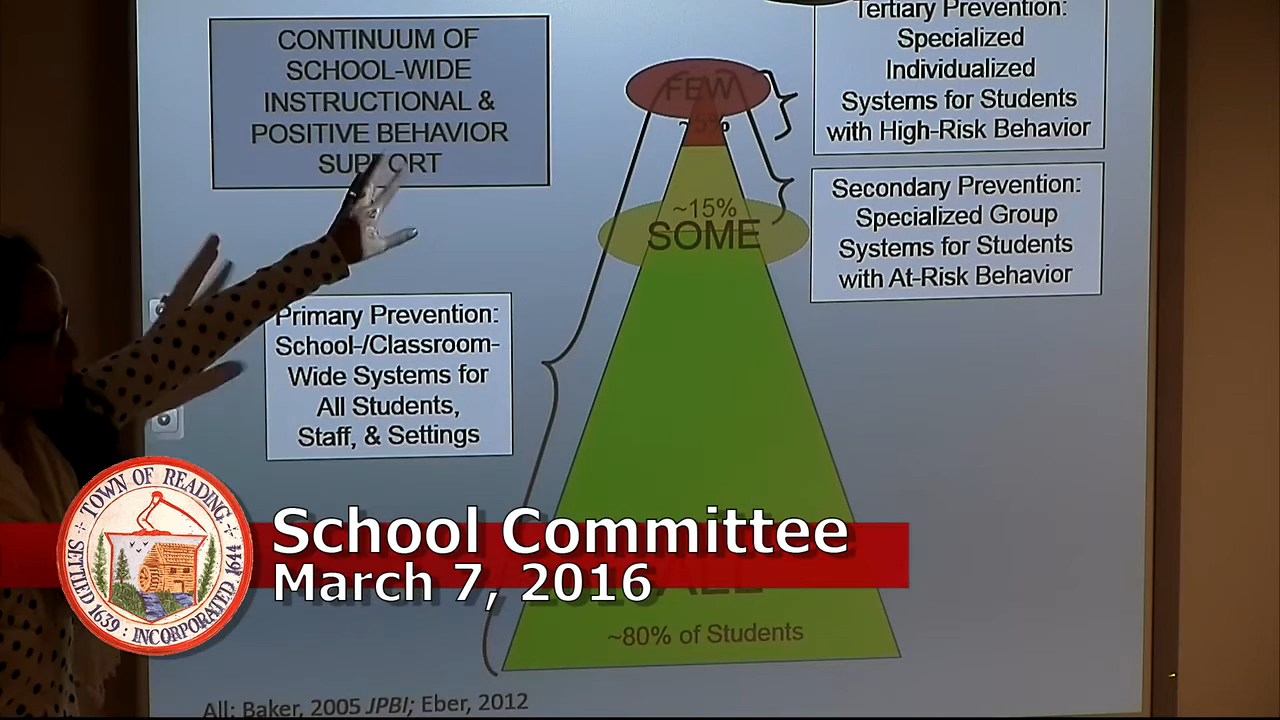 CONTINUUM OF
SCHOOL-WIDE
INSTRUCTIONAL &
POSITIVE BEHAVIOR
SUPPORT
Primary Prevention:
School-/Classroom-
Wide Systems for
All Students,
Staff, & Settings
FEW
~5%
~15%
SOME
ALL
~80% of Students
Tertiary Prevention:
Specialized
Individualized
Systems for Students
with High-Risk Behavior
Secondary Prevention:
Specialized Group
Systems for Students
with At-Risk Behavior
TOWN OF READING
SETTLED 1639 : INCORPORATED 1644
School Committee
March 7, 2016
All: Baker, 2005 JPBI; Eber, 2012